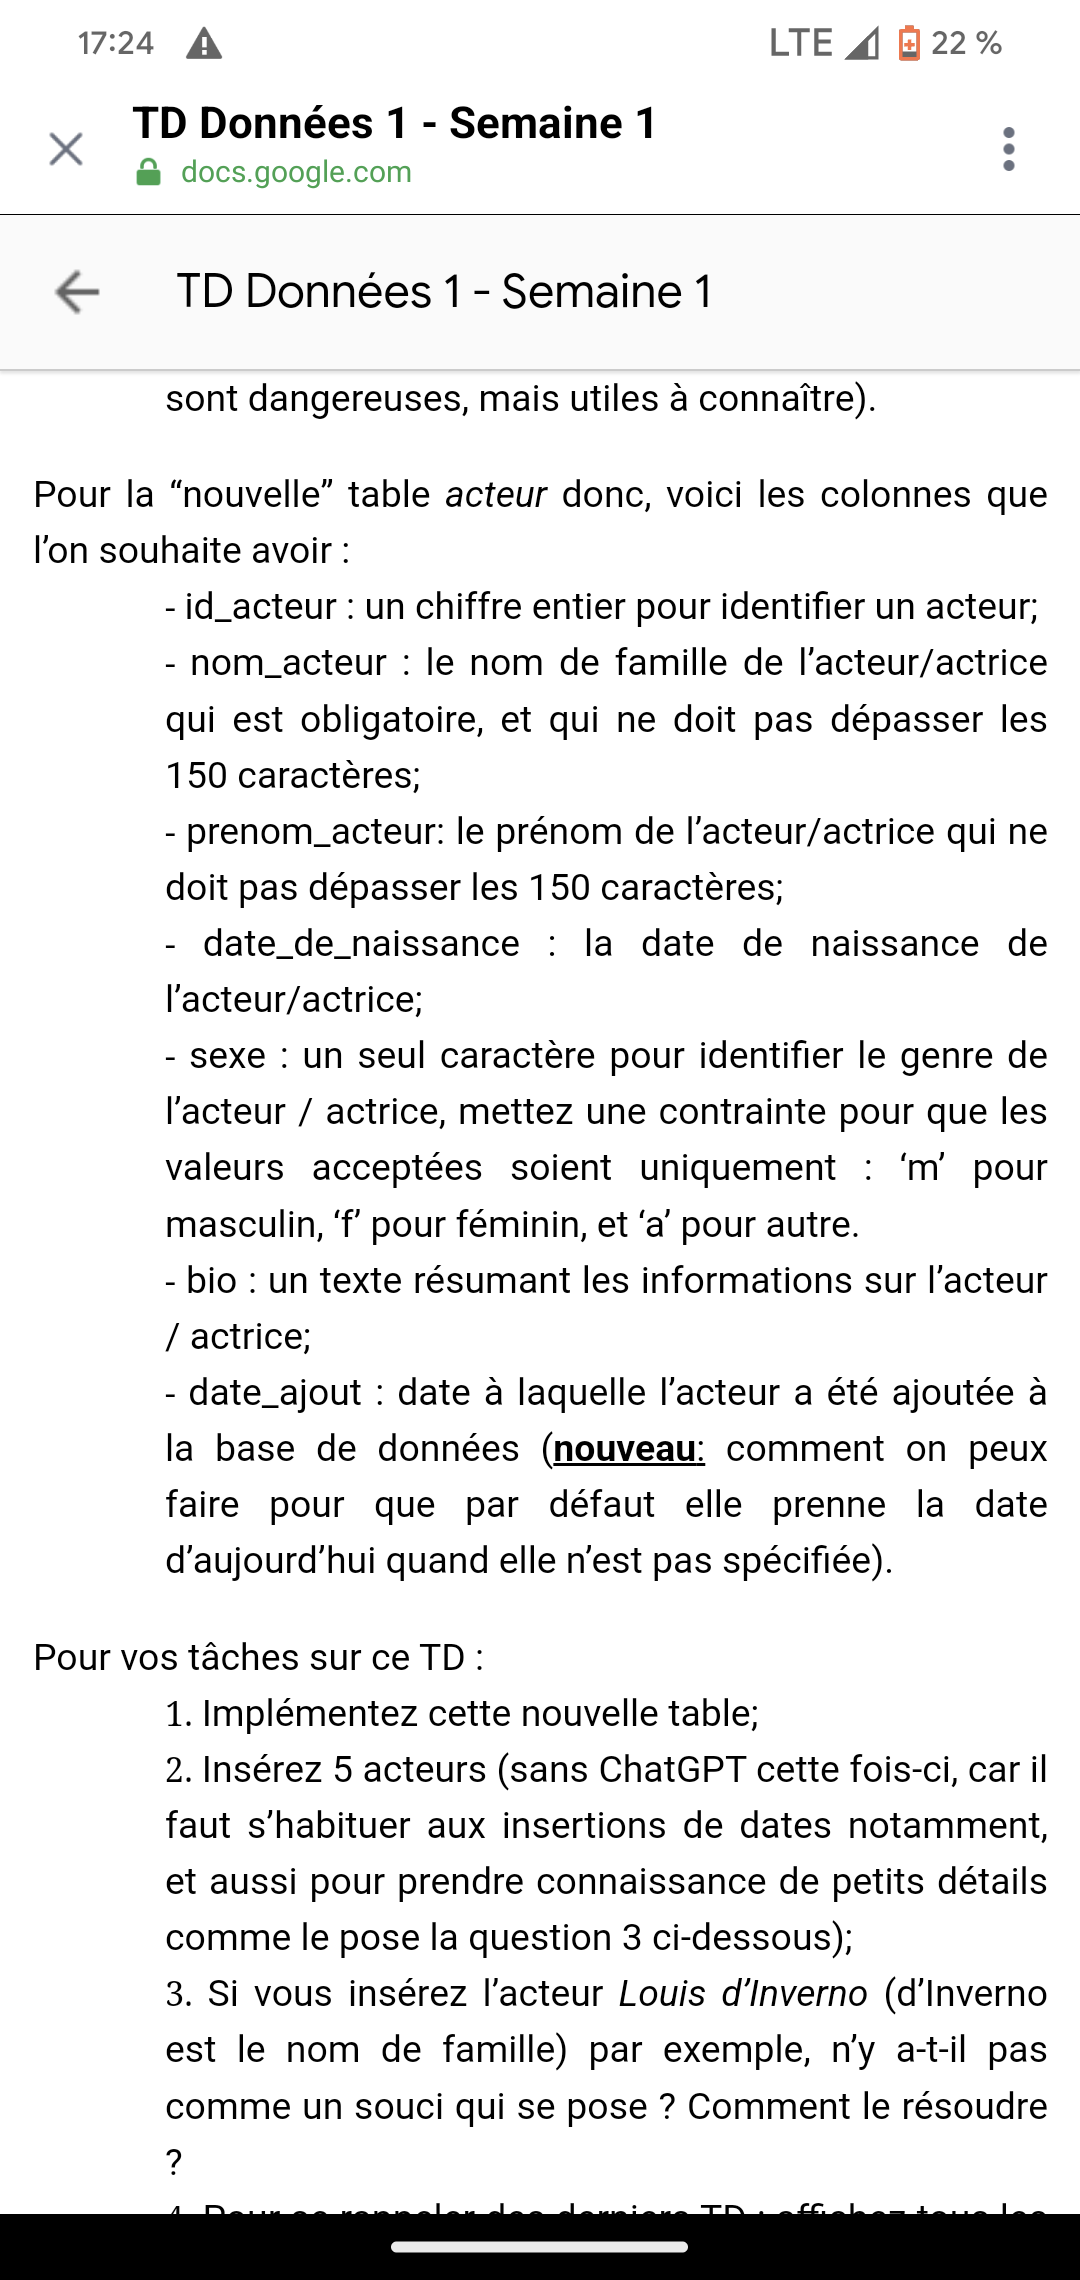 17:24
LTE 22 %
TD Données 1 - Semaine 1
docs.google.com
TD Données 1 - Semaine 1
sont dangereuses, mais utiles à connaître).
Pour la “nouvelle” table acteur donc, voici les colonnes que
l’on souhaite avoir :
- id_acteur : un chiffre entier pour identifier un acteur;
- nom_acteur : le nom de famille de l’acteur/actrice
qui est obligatoire, et qui ne doit pas dépasser les
150 caractères;
- prenom_acteur: le prénom de l’acteur/actrice qui ne
doit pas dépasser les 150 caractères;
- date_de_naissance : la date de naissance de
l’acteur/actrice;
- sexe : un seul caractère pour identifier le genre de
l’acteur / actrice, mettez une contrainte pour que les
valeurs acceptées soient uniquement : ‘m’ pour
masculin, ‘f’ pour féminin, et ‘a’ pour autre.
- bio : un texte résumant les informations sur l’acteur
/ actrice;
- date_ajout : date à laquelle l’acteur a été ajoutée à
la base de données (nouveau: comment on peux
faire pour que par défaut elle prenne la date
d’aujourd’hui quand elle n’est pas spécifiée).
Pour vos tâches sur ce TD :
1. Implémentez cette nouvelle table;
2. Insérez 5 acteurs (sans ChatGPT cette fois-ci, car il
faut s’habituer aux insertions de dates notamment,
et aussi pour prendre connaissance de petits détails
comme le pose la question 3 ci-dessous);
3. Si vous insérez l’acteur Louis d’Inverno (d’Inverno
est le nom de famille) par exemple, n’y a-t-il pas
comme un souci qui se pose ? Comment le résoudre
?
4. Pour se rappeler des derniers TD : affichez tous les